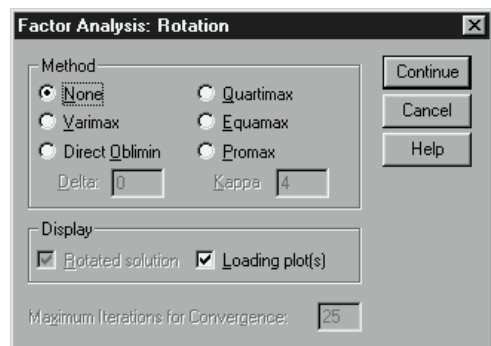 Factor Analysis: Rotation
Method
None
Quartimax
Varimax
Equamax
Direct Oblimin
Promax
Delta: 0
Kappa 4
Continue
Cancel
Help
Display
Rotated solution
Loading plot(s)
Maximum Iterations for Convergence: 25